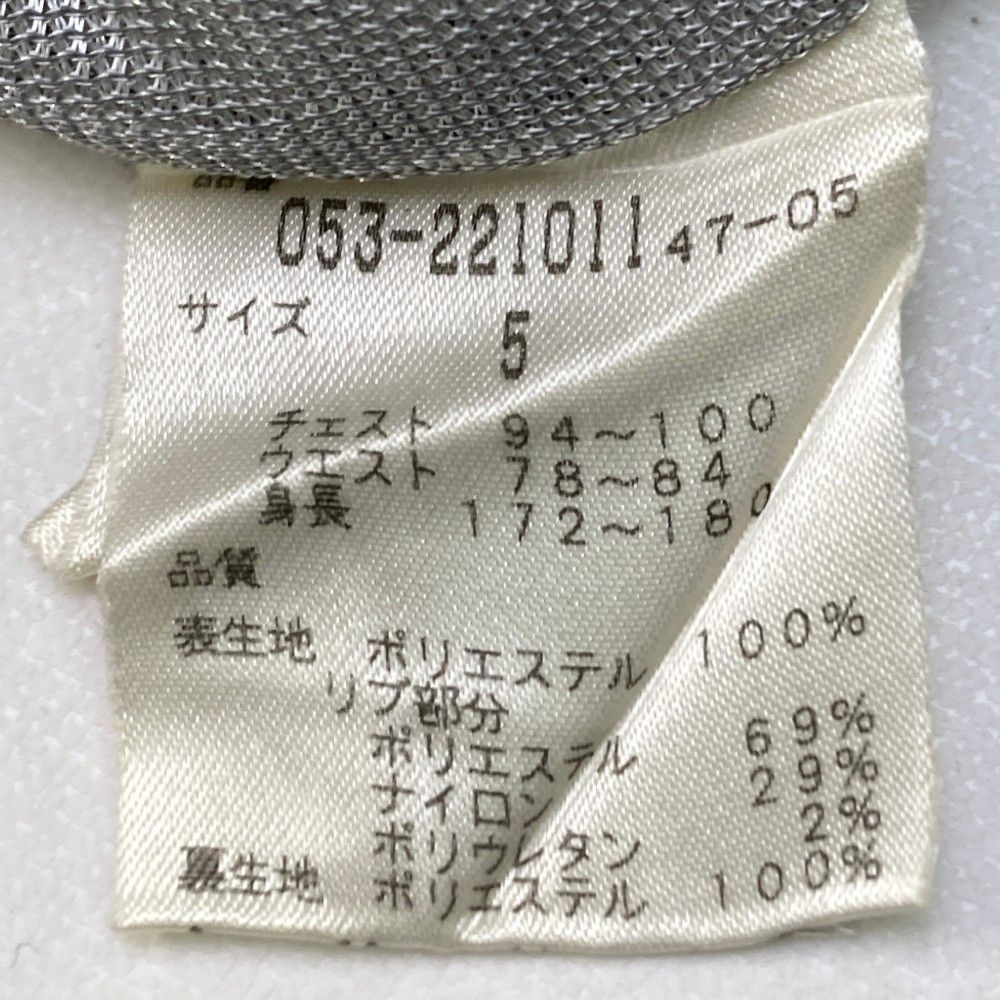 053-221011 47-05
サイズ 5
チェスト 94～100
ウエスト 78～84
身長 172～180
品質
表生地 ポリエステル 100%
リブ部分
ポリエステル 69%
ナイロン 29%
ポリウレタン 2%
裏生地 ポリエステル 100%